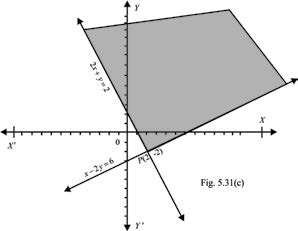 Y
2x + y = 2
X'
0
X
P(2, -2)
x – 2y = 6
Fig. 5.31(c)
Y'